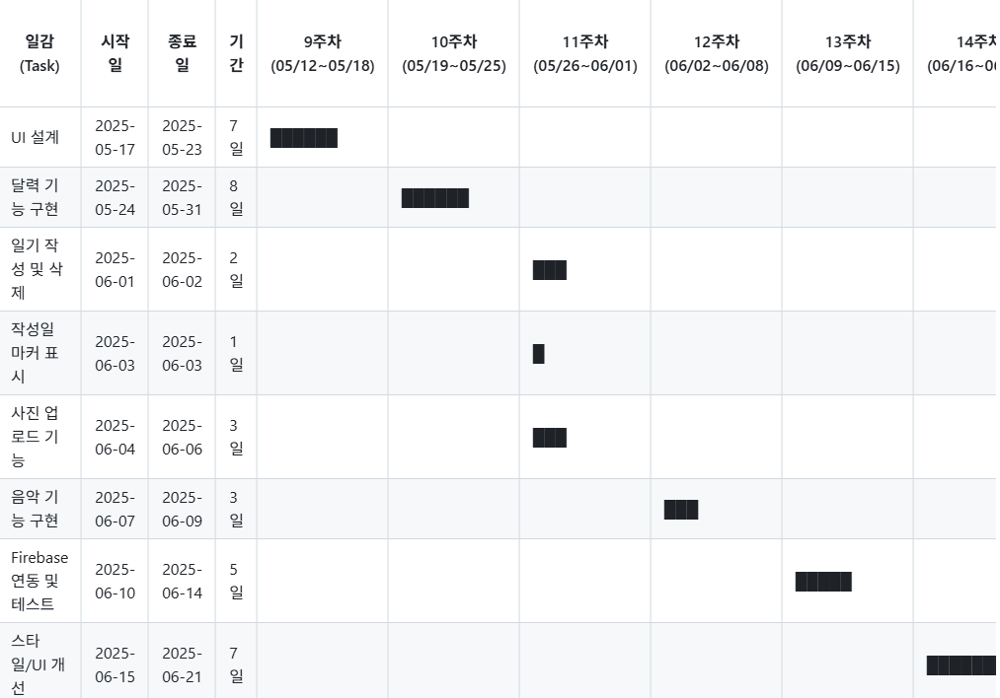 일감 시작 종료 기 9주차 10주차 11주차 12주차 13주차
(Task) 일 일 간 (05/12~05/18) (05/19~05/25) (05/26~06/01) (06/02~06/08) (06/09~06/15)
UI 설계 2025- 2025- 7
05-17 05-23 일
달력 기 2025- 2025- 8
능 구현 05-24 05-31 일
일기 작
성 및 삭 2025- 2025- 2
제 06-01 06-02 일
작성일
마커 표 2025- 2025- 1
시 06-03 06-03 일
사진 업
로드 기 2025- 2025- 3
능 06-04 06-06 일
음악 기 2025- 2025- 3
능 구현 06-07 06-09 일
Firebase
연동 및 2025- 2025- 5
테스트 06-10 06-14 일
스타
일/UI 개 2025- 2025- 7
선 06-15 06-21 일